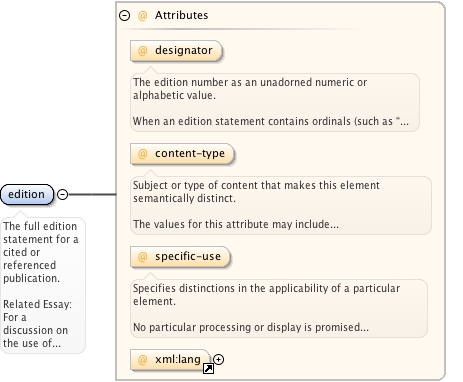 @ Attributes
@ designator
The edition number as an unadorned numeric or
alphabetic value.
When an edition statement contains ordinals (such as “...
@ content-type
Subject or type of content that makes this element
semantically distinct.
The values for this attribute may include...
edition
The full edition
statement for a
cited or
referenced
publication.
Related Essay:
For a
discussion on
the use of...
@ specific-use
Specifies distinctions in the applicability of a particular
element.
No particular processing or display is promised...
@ xml:lang